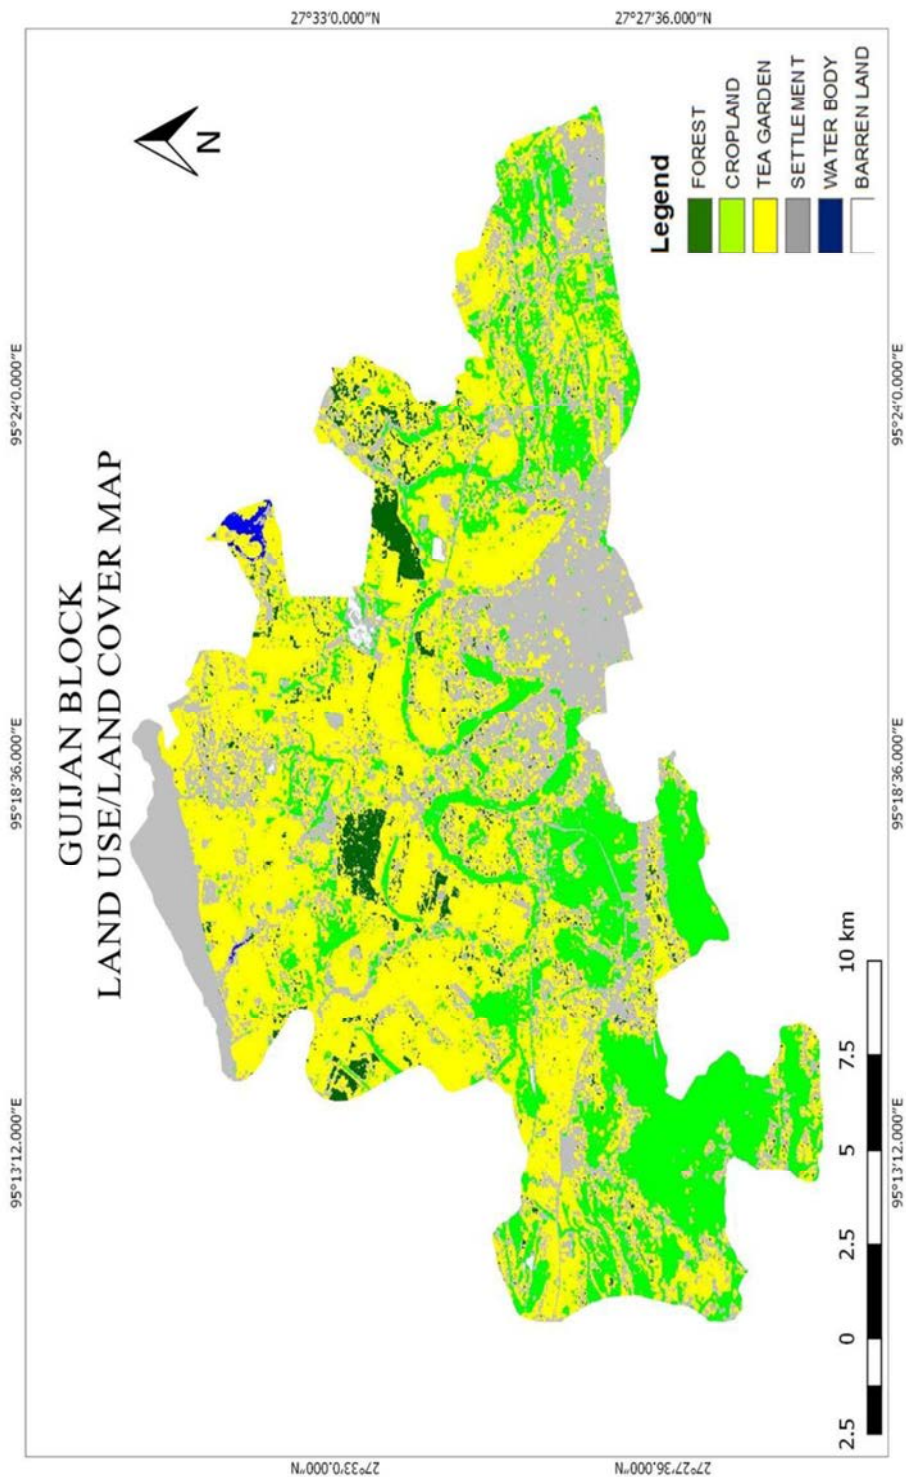 GUIJAN BLOCK
LAND USE/LAND COVER MAP
95°13'12.000"E
95°18'36.000"E
95°24'0.000"E
27°33'0.000"N
27°33'0.000"N
27°27'36.000"N
27°27'36.000"N
N
Legend
FOREST
CROPLAND
TEA GARDEN
SETTLEMENT
WATER BODY
BARREN LAND
2.5 0 2.5 5 7.5 10 km
95°13'12.000"E
95°18'36.000"E
95°24'0.000"E